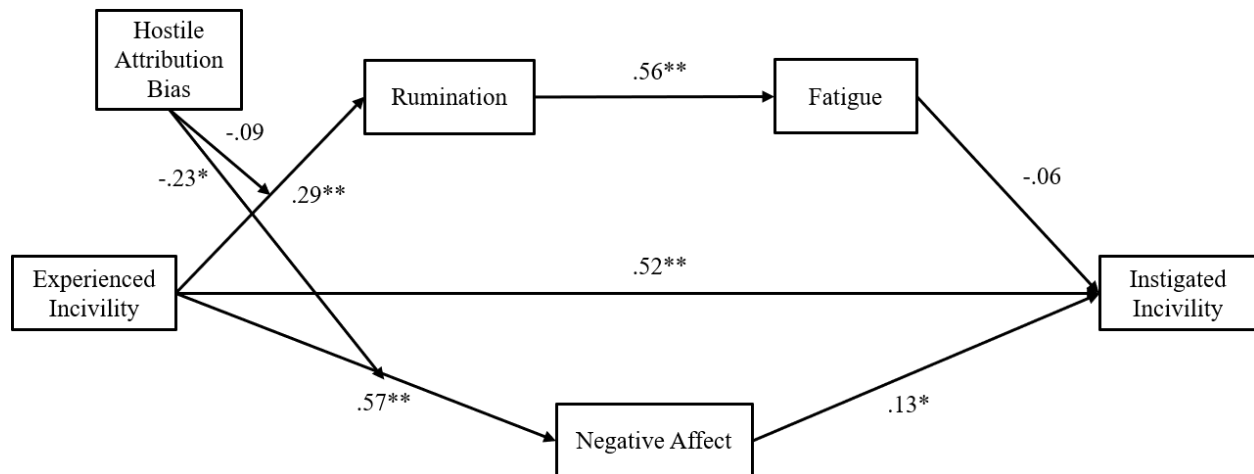 Hostile
Attribution
Bias
Rumination
.56**
Fatigue
-.09
-.23*
.29**
-.06
Experienced
Incivility
.52**
Instigated
Incivility
.57**
.13*
Negative Affect